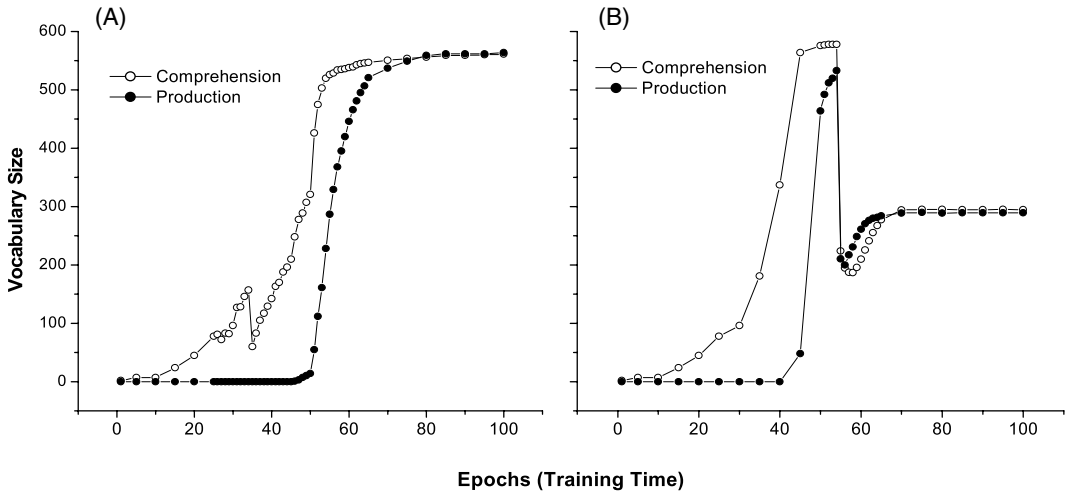 (A)
(B)
Comprehension
Production
Comprehension
Production
Vocabulary Size
600
500
400
300
200
100
0
0 20 40 60 80 100
0 20 40 60 80 100
Epochs (Training Time)